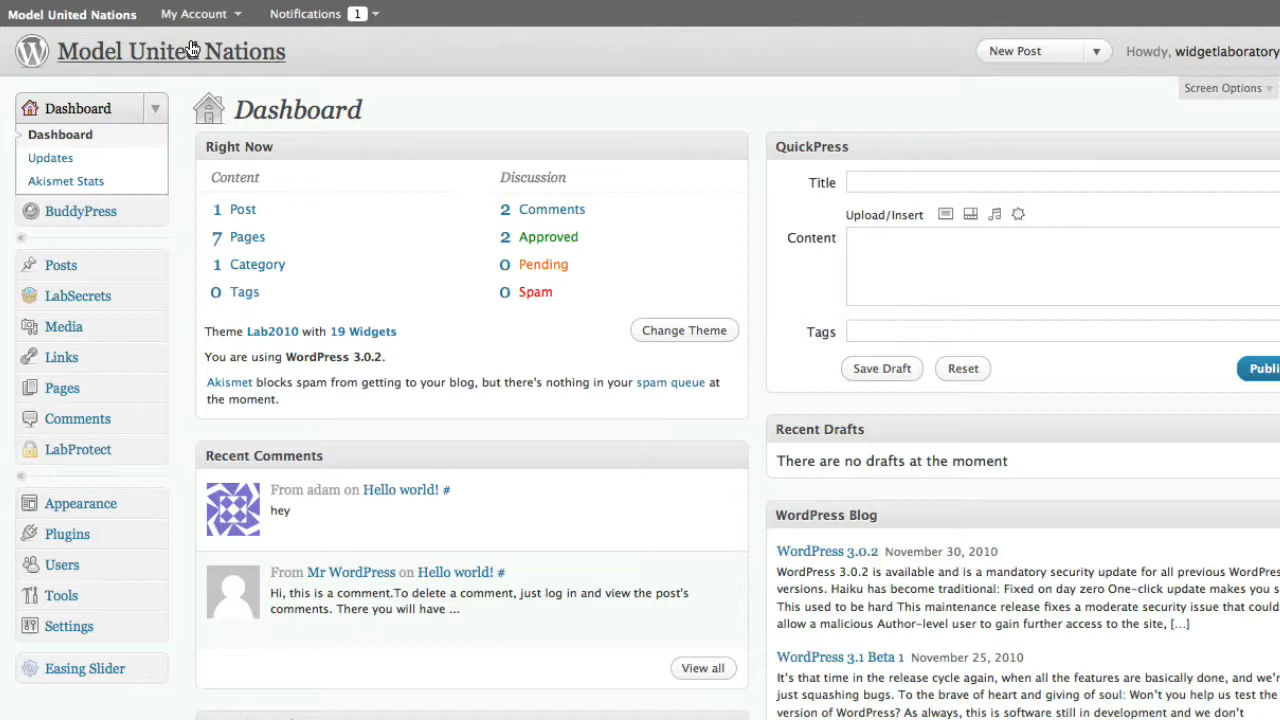 Model United Nations My Account Notifications 1
Model United Nations New Post Howdy, widgetlaboratory
Screen Options
Dashboard
Dashboard
Updates
Akismet Stats
BuddyPress
Posts
LabSecrets
Media
Links
Pages
Comments
LabProtect
Appearance
Plugins
Users
Tools
Settings
Easing Slider
Dashboard
Right Now
Content Discussion
1 Post 2 Comments
7 Pages 2 Approved
1 Category 0 Pending
0 Tags 0 Spam
Theme Lab2010 with 19 Widgets Change Theme
You are using WordPress 3.0.2.
Akismet blocks spam from getting to your blog, but there's nothing in your spam queue at
the moment.
Recent Comments
From adam on Hello world! #
hey
From Mr WordPress on Hello world! #
Hi, this is a comment.To delete a comment, just log in and view the post's
comments. There you will have ...
View all
QuickPress
Title
Upload/Insert
Content
Tags
Save Draft Reset Publi
Recent Drafts
There are no drafts at the moment
WordPress Blog
WordPress 3.0.2 November 30, 2010
WordPress 3.0.2 is available and is a mandatory security update for all previous WordPres
versions. Haiku has become traditional: Fixed on day zero One-click update makes you s
This used to be hard This maintenance release fixes a moderate security issue that could
allow a malicious Author-level user to gain further access to the site, [...]
WordPress 3.1 Beta 1 November 25, 2010
It's that time in the release cycle again, when all the features are basically done, and we'r
just squashing bugs. To the brave of heart and giving of soul: Won't you help us test the
version of WordPress? As always, this is software still in development and we don't